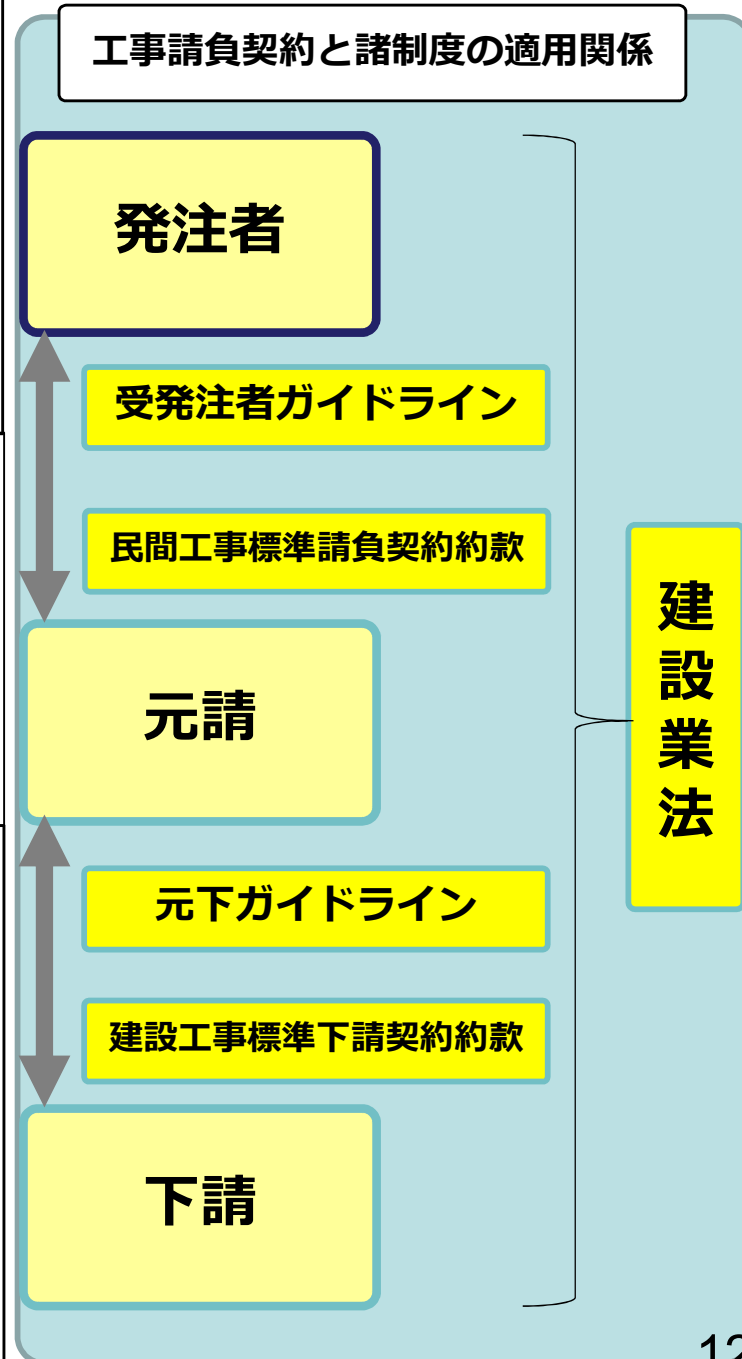 工事請負契約と諸制度の適用関係
発注者
受発注者ガイドライン
民間工事標準請負契約約款
元請
元下ガイドライン
建設工事標準下請契約約款
下請
建設業法
12